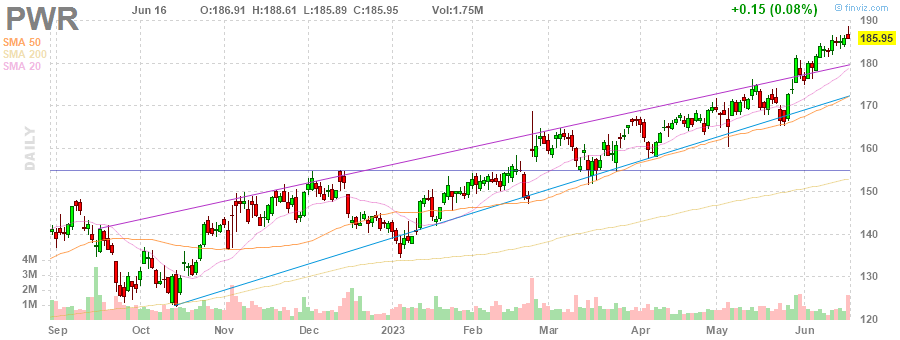 PWR
Jun 16 O:186.91 H:188.61 L:185.89 C:185.95 Vol:1.75M +0.15 (0.08%)
© finviz.com
SMA 50
SMA 200
SMA 20
DAILY
190
185.95
180
170
160
150
140
130
120
4M
3M
2M
1M
Sep Oct Nov Dec 2023 Feb Mar Apr May Jun